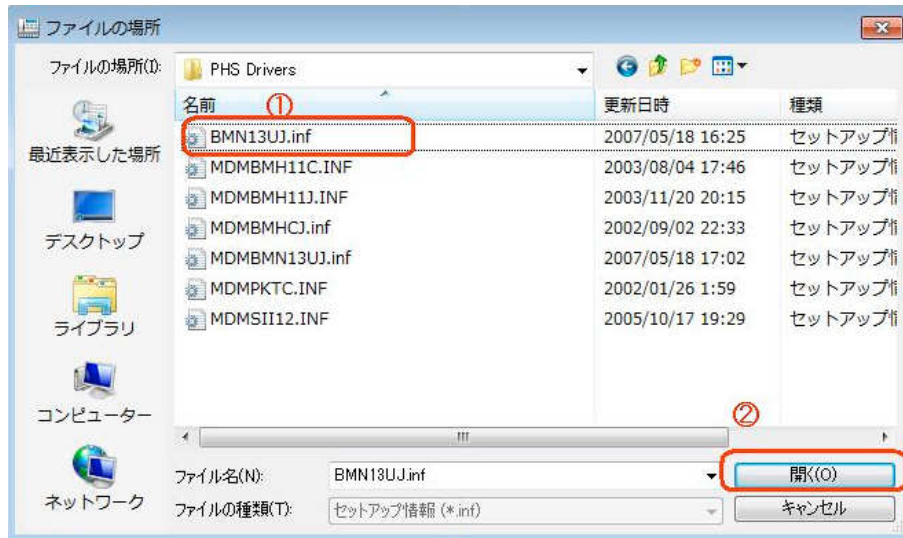 ファイルの場所
ファイルの場所(I):
PHS Drivers
名前 ①
更新日時
種類
BMN13UJ.inf 2007/05/18 16:25 セットアップ情
MDMBMH11C.INF 2003/08/04 17:46 セットアップ情
MDMBMH11J.INF 2003/11/20 20:15 セットアップ情
MDMBMHCJ.inf 2002/09/02 22:33 セットアップ情
MDMBMN13UJ.inf 2007/05/18 17:02 セットアップ情
MDMPKTC.INF 2002/01/26 1:59 セットアップ情
MDMSII12.INF 2005/10/17 19:29 セットアップ情
最近表示した場所
デスクトップ
ライブラリ
コンピューター
ネットワーク
②
ファイル名(N): BMN13UJ.inf 開く(O)
ファイルの種類(T): セットアップ情報 (*.inf) キャンセル